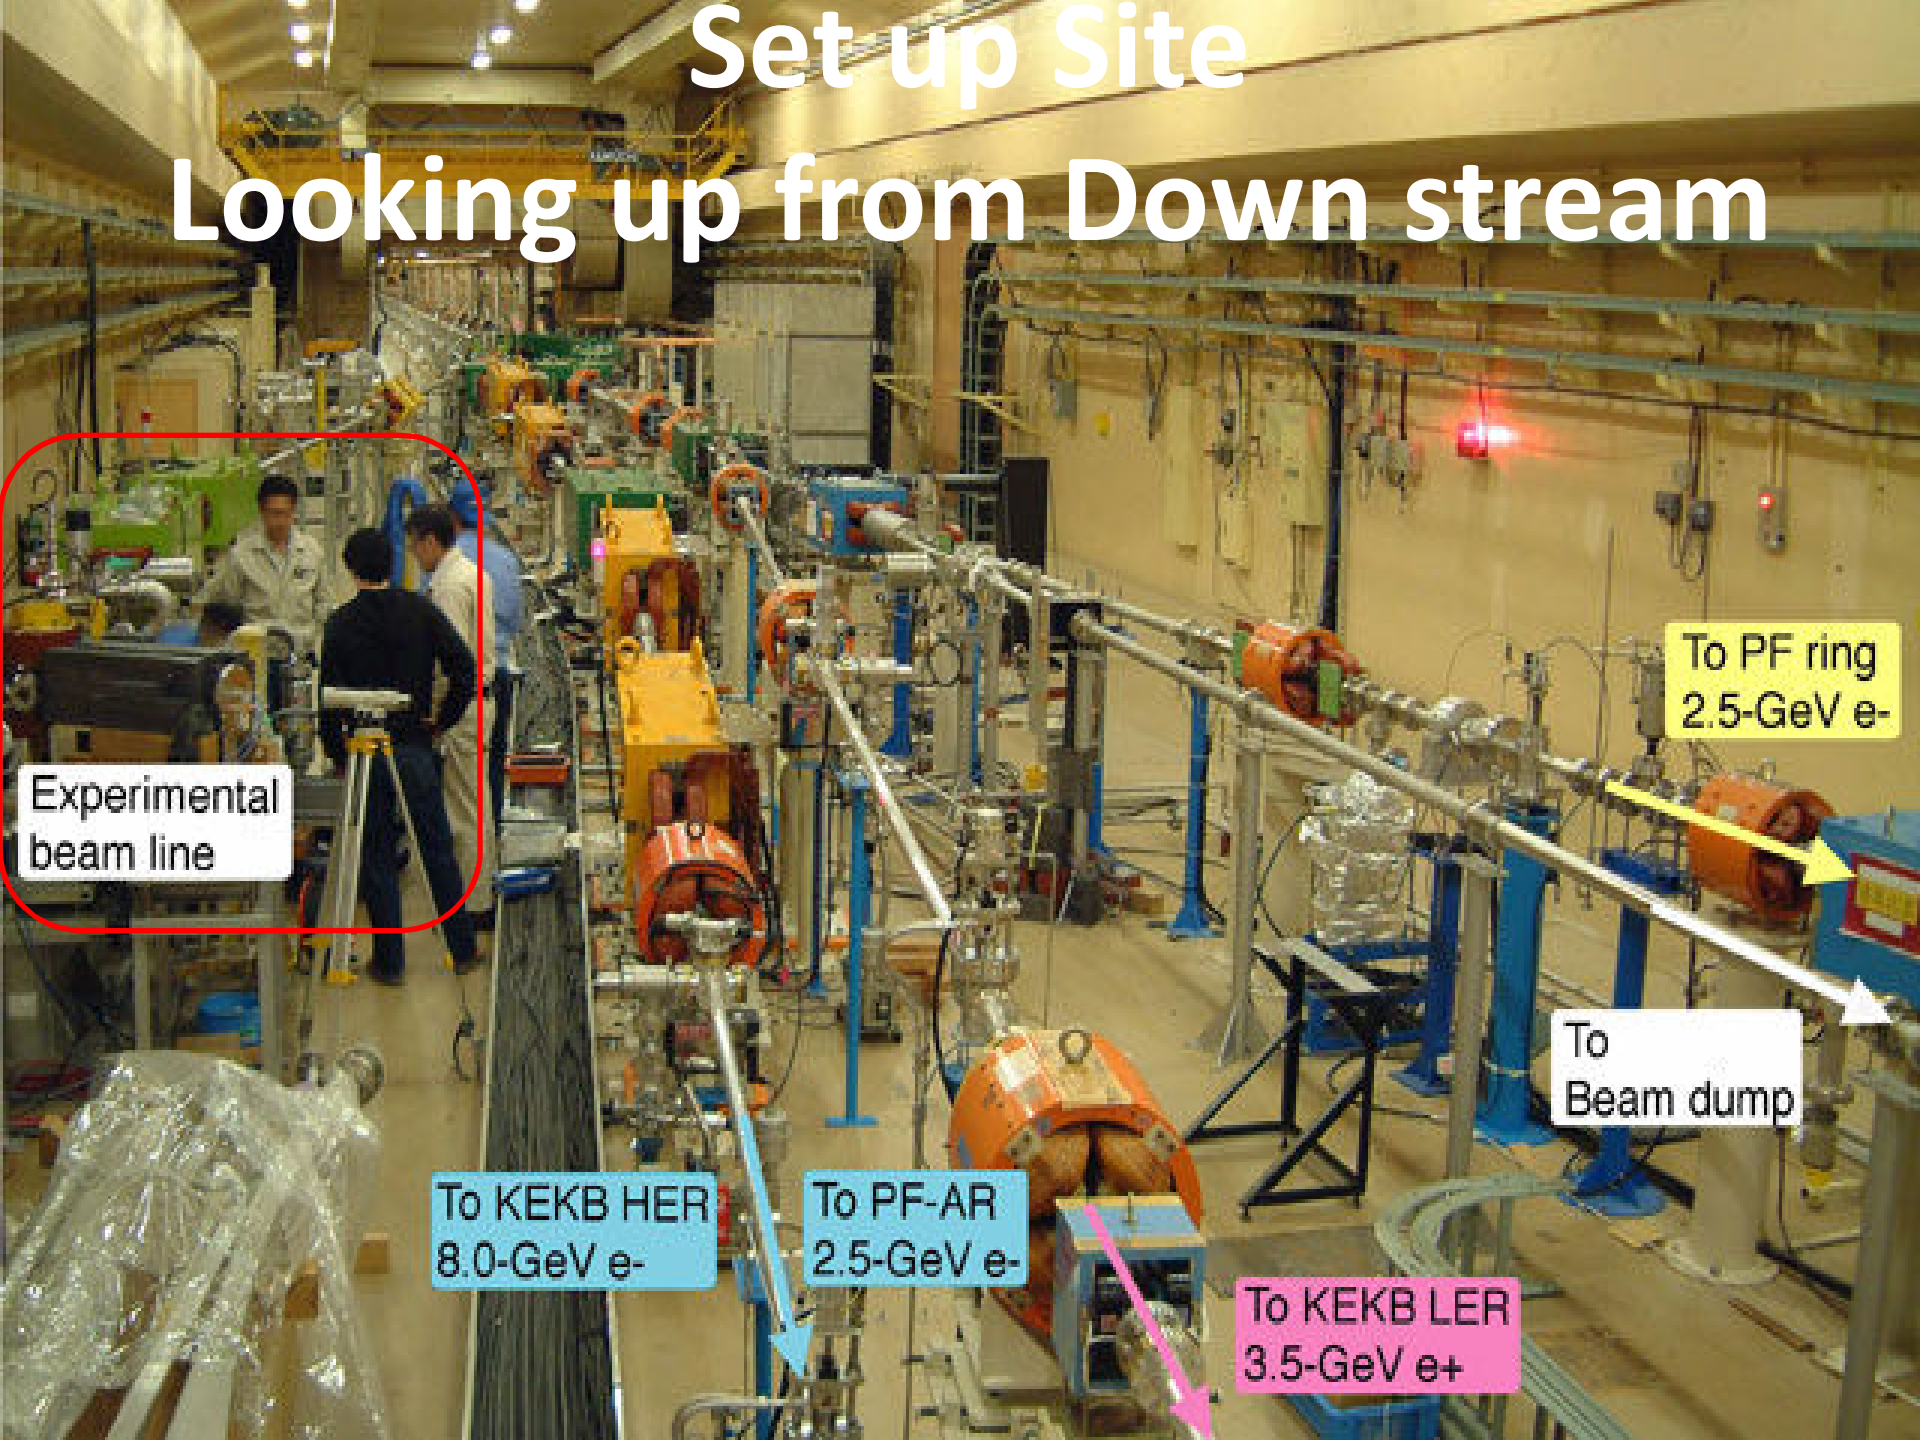 Set up Site
Looking up from Down stream
To PF ring
2.5-GeV e-
Experimental
beam line
To
Beam dump
To KEKB HER
8.0-GeV e-
To PF-AR
2.5-GeV e-
To KEKB LER
3.5-GeV e+